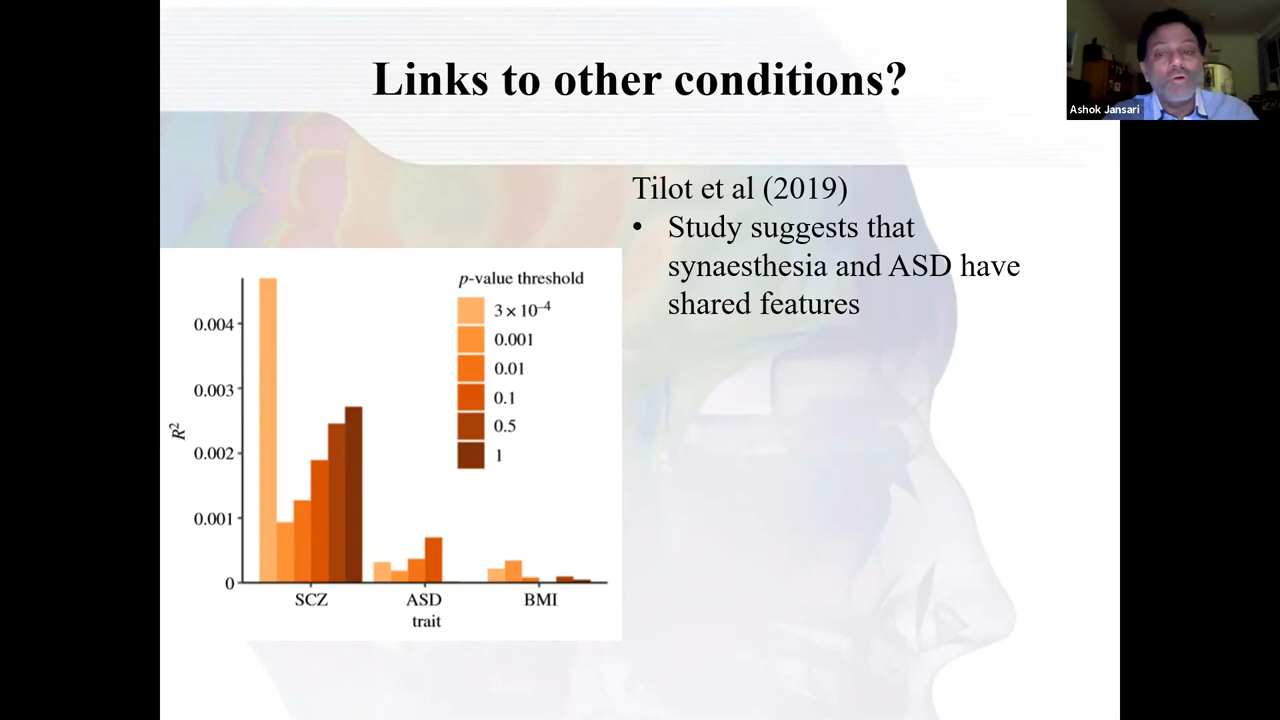 Links to other conditions?
Ashok Jansari
Tilot et al (2019)
• Study suggests that
synaesthesia and ASD have
shared features
p-value threshold
3 × 10⁻⁴
0.001
0.01
0.1
0.5
1
R²
0.004
0.003
0.002
0.001
0
SCZ
ASD
BMI
trait